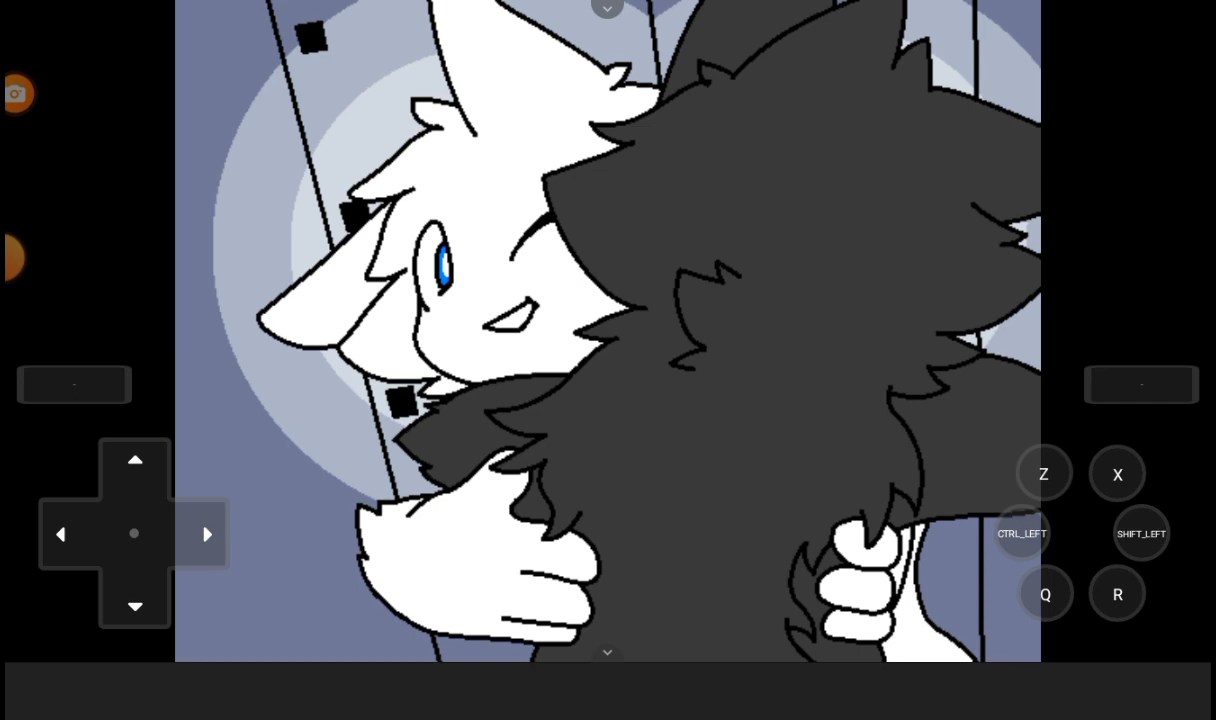 -
-
Z
X
CTRL_LEFT
SHIFT_LEFT
Q
R